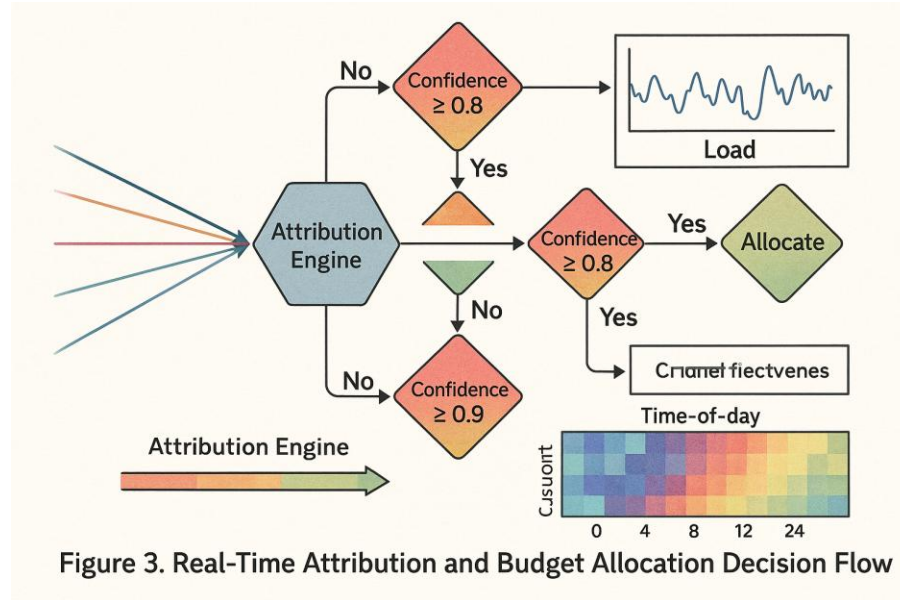 No
Confidence
≥ 0.8
Load
Yes
Attribution
Engine
Confidence
≥ 0.8
Yes
Allocate
No
Yes
No
Confidence
≥ 0.9
Time-of-day
Attribution Engine
0 4 8 12 24
Figure 3. Real-Time Attribution and Budget Allocation Decision Flow